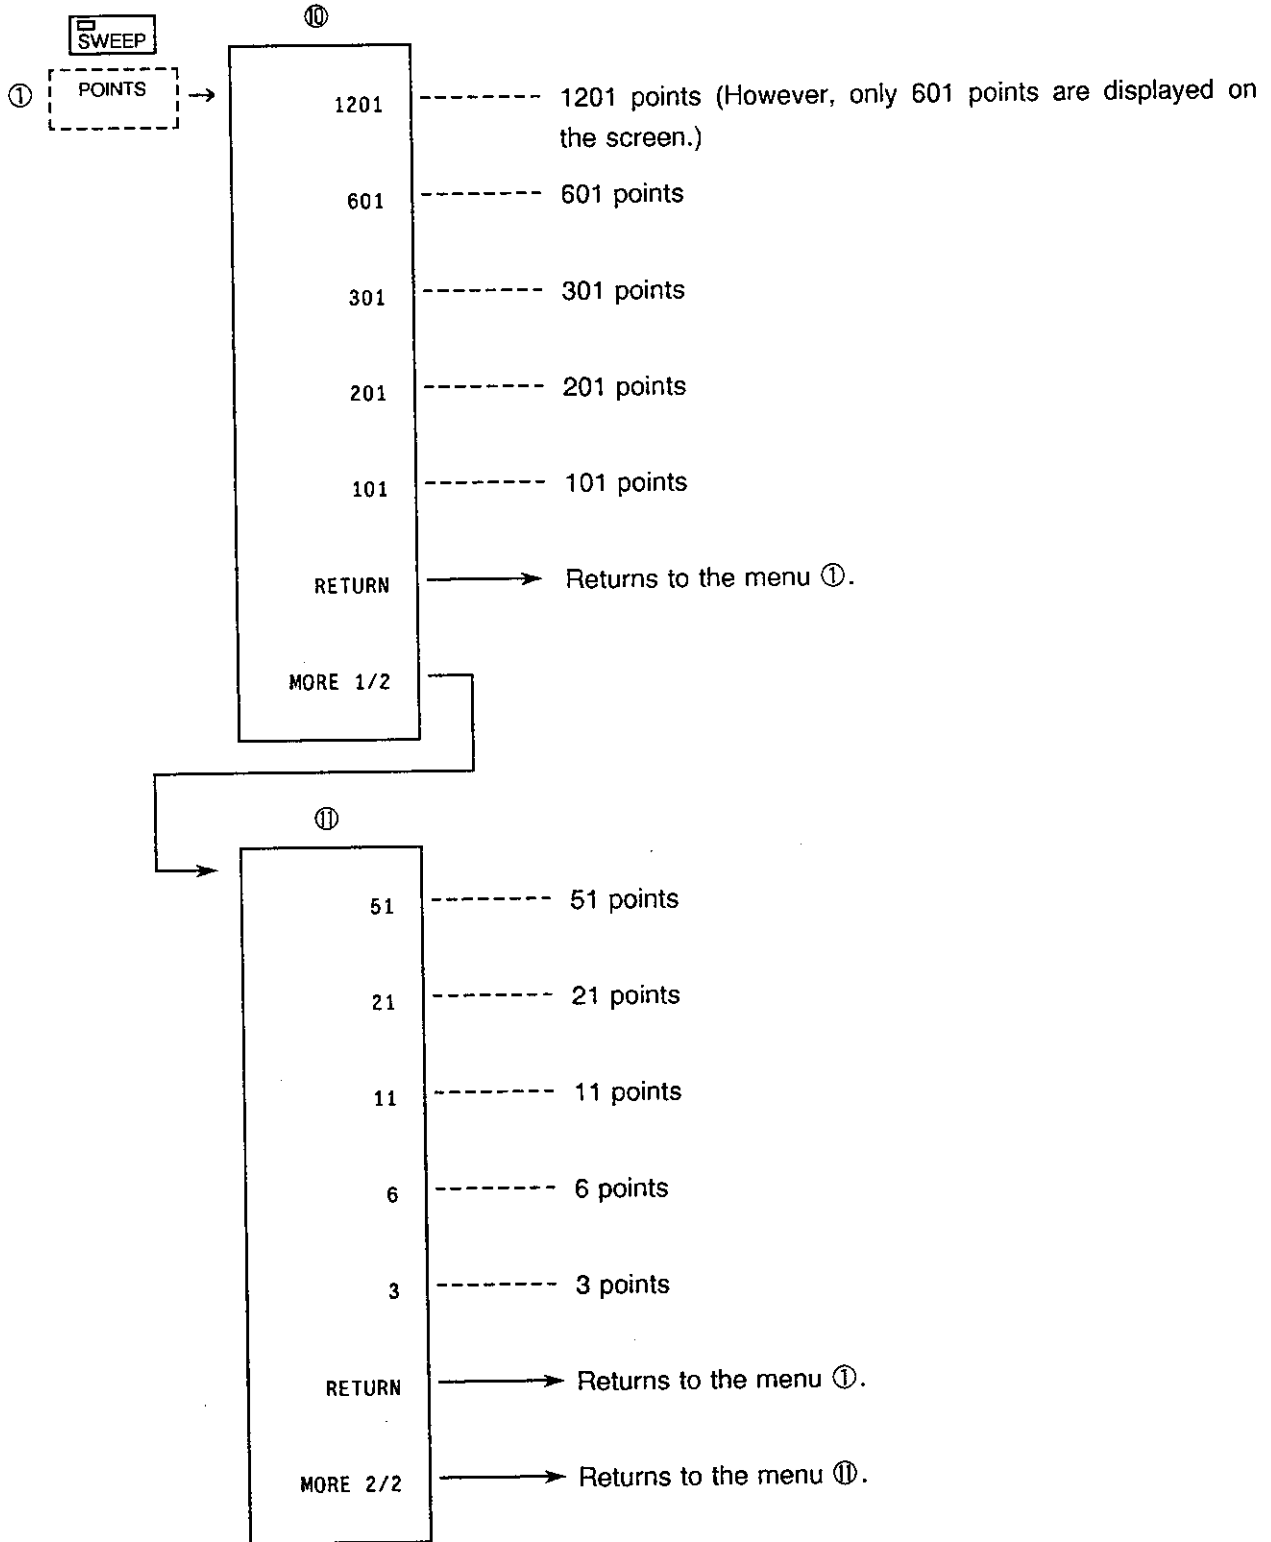 SWEEP
⑩
① POINTS → 1201 -------- 1201 points (However, only 601 points are displayed on
the screen.)
601 -------- 601 points
301 -------- 301 points
201 -------- 201 points
101 -------- 101 points
RETURN Returns to the menu ①.
MORE 1/2
⑪
51 -------- 51 points
21 -------- 21 points
11 -------- 11 points
6 -------- 6 points
3 -------- 3 points
RETURN Returns to the menu ①.
MORE 2/2 Returns to the menu ⑪.